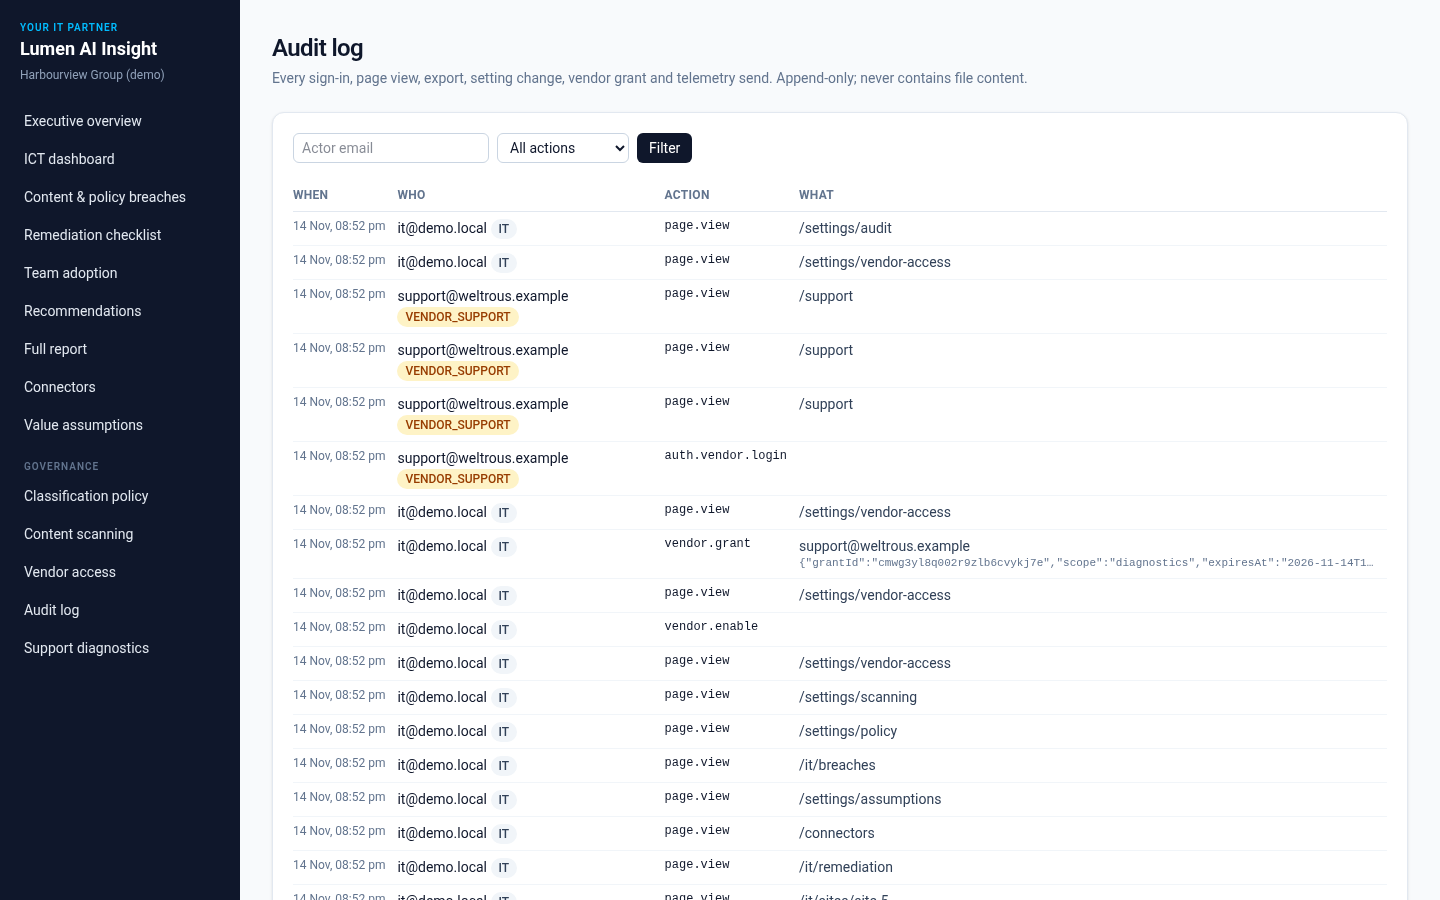 YOUR IT PARTNER
Lumen AI Insight
Harbourview Group (demo)
Executive overview
ICT dashboard
Content & policy breaches
Remediation checklist
Team adoption
Recommendations
Full report
Connectors
Value assumptions
GOVERNANCE
Classification policy
Content scanning
Vendor access
Audit log
Support diagnostics
Audit log
Every sign-in, page view, export, setting change, vendor grant and telemetry send. Append-only; never contains file content.
Actor email All actions Filter
WHEN WHO ACTION WHAT
14 Nov, 08:52 pm it@demo.local IT page.view /settings/audit
14 Nov, 08:52 pm it@demo.local IT page.view /settings/vendor-access
14 Nov, 08:52 pm support@weltrous.example page.view /support
VENDOR_SUPPORT
14 Nov, 08:52 pm support@weltrous.example page.view /support
VENDOR_SUPPORT
14 Nov, 08:52 pm support@weltrous.example page.view /support
VENDOR_SUPPORT
14 Nov, 08:52 pm support@weltrous.example auth.vendor.login
VENDOR_SUPPORT
14 Nov, 08:52 pm it@demo.local IT page.view /settings/vendor-access
14 Nov, 08:52 pm it@demo.local IT vendor.grant support@weltrous.example
{"grantId":"cmwg3yl8q002r9zlb6cvykj7e","scope":"diagnostics","expiresAt":"2026-11-14T1…
14 Nov, 08:52 pm it@demo.local IT page.view /settings/vendor-access
14 Nov, 08:52 pm it@demo.local IT vendor.enable
14 Nov, 08:52 pm it@demo.local IT page.view /settings/vendor-access
14 Nov, 08:52 pm it@demo.local IT page.view /settings/scanning
14 Nov, 08:52 pm it@demo.local IT page.view /settings/policy
14 Nov, 08:52 pm it@demo.local IT page.view /it/breaches
14 Nov, 08:52 pm it@demo.local IT page.view /settings/assumptions
14 Nov, 08:52 pm it@demo.local IT page.view /connectors
14 Nov, 08:52 pm it@demo.local IT page.view /it/remediation
14 Nov, 08:52 pm it@demo.local IT page.view